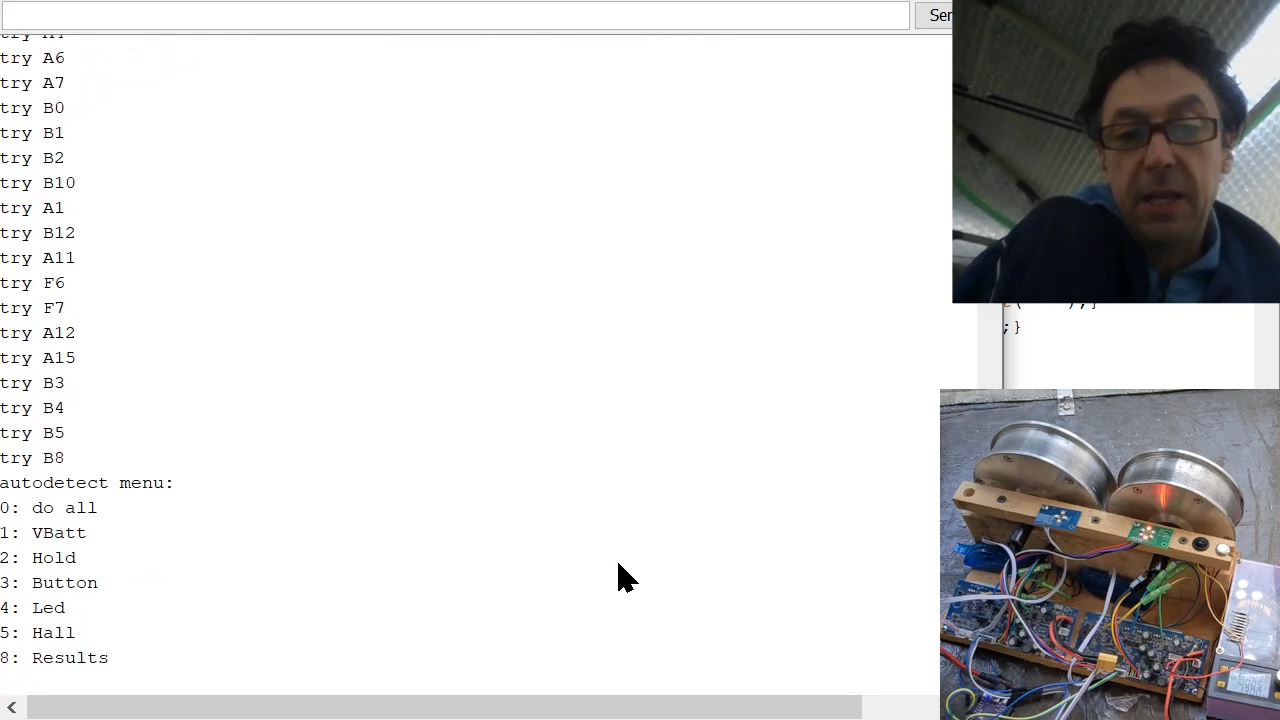 Ser
try A6
try A7
try B0
try B1
try B2
try B10
try A1
try B12
try A11
try F6
try F7
try A12
try A15
);}
;}
try B3
try B4
try B5
try B8
autodetect menu:
0: do all
1: VBatt
2: Hold
3: Button
4: Led
5: Hall
8: Results